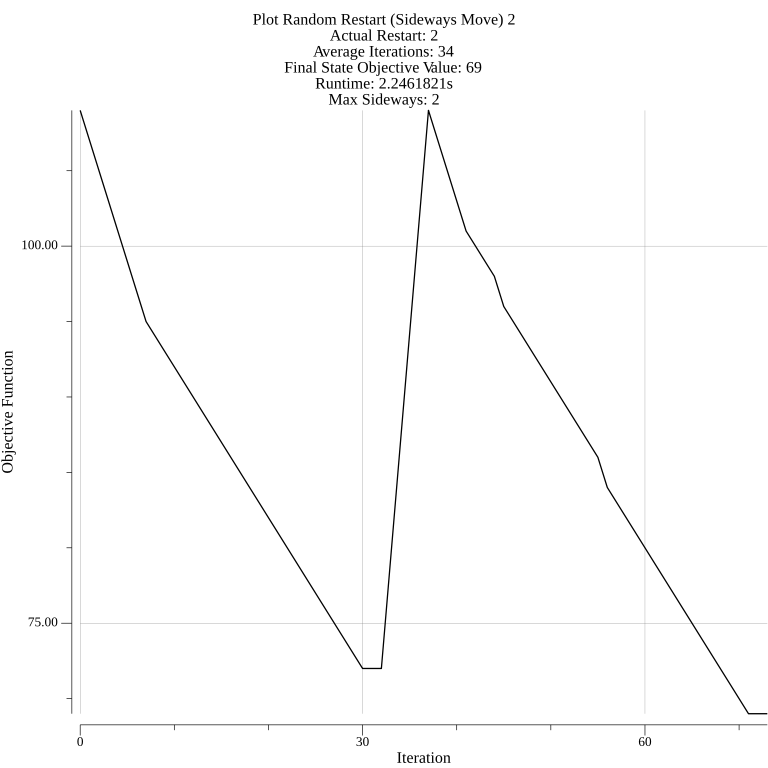 Plot Random Restart (Sideways Move) 2
Actual Restart: 2
Average Iterations: 34
Final State Objective Value: 69
Runtime: 2.2461821s
Max Sideways: 2
100.00
75.00
Objective Function
0 30 60
Iteration